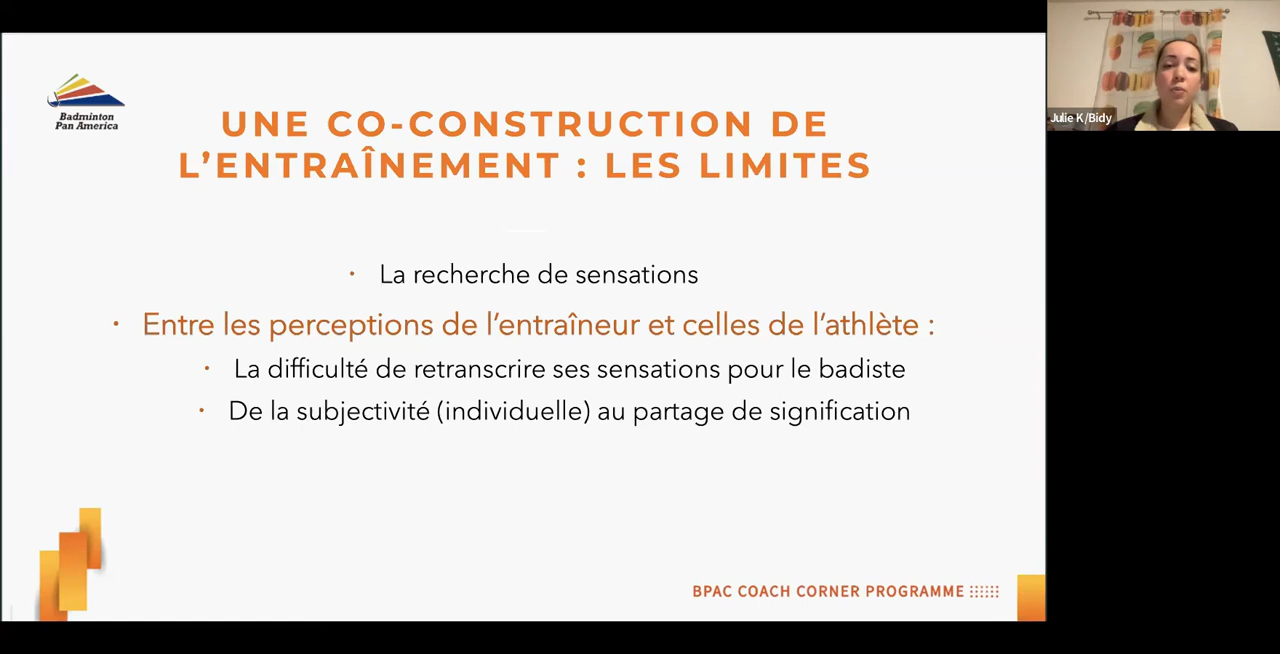 Badminton
Pan America
UNE CO-CONSTRUCTION DE
L'ENTRAÎNEMENT : LES LIMITES
• La recherche de sensations
• Entre les perceptions de l'entraîneur et celles de l'athlète :
• La difficulté de retranscrire ses sensations pour le badiste
• De la subjectivité (individuelle) au partage de signification
BPAC COACH CORNER PROGRAMME
Julie K/Bidy